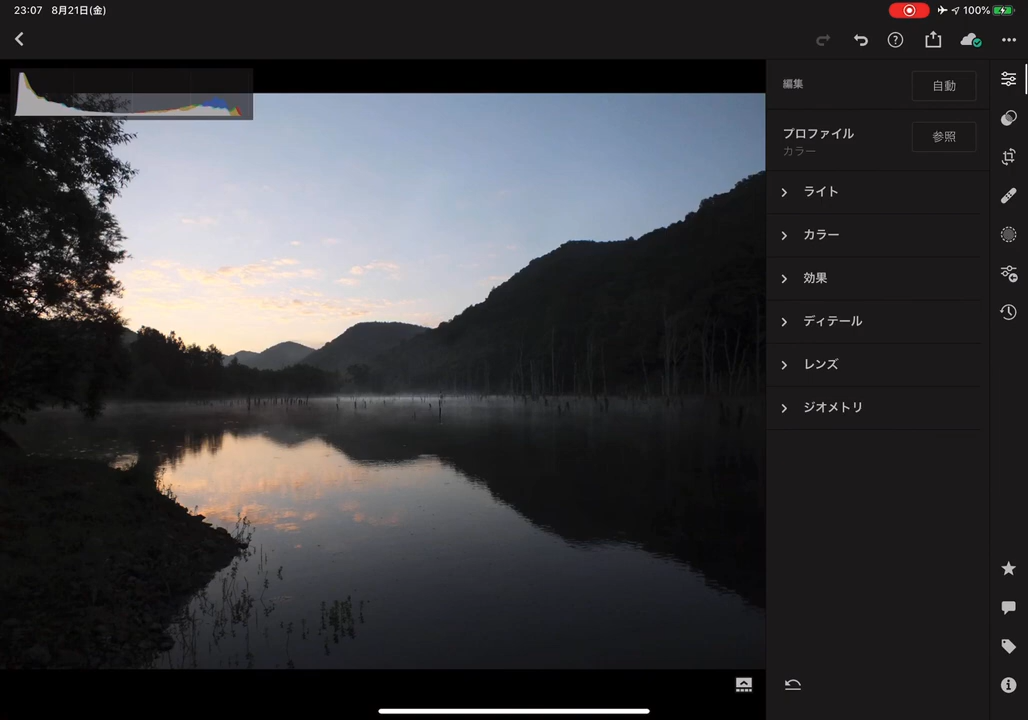 23:07 8月21日(金)
100%
編集
自動
プロファイル
カラー
参照
ライト
カラー
効果
ディテール
レンズ
ジオメトリ